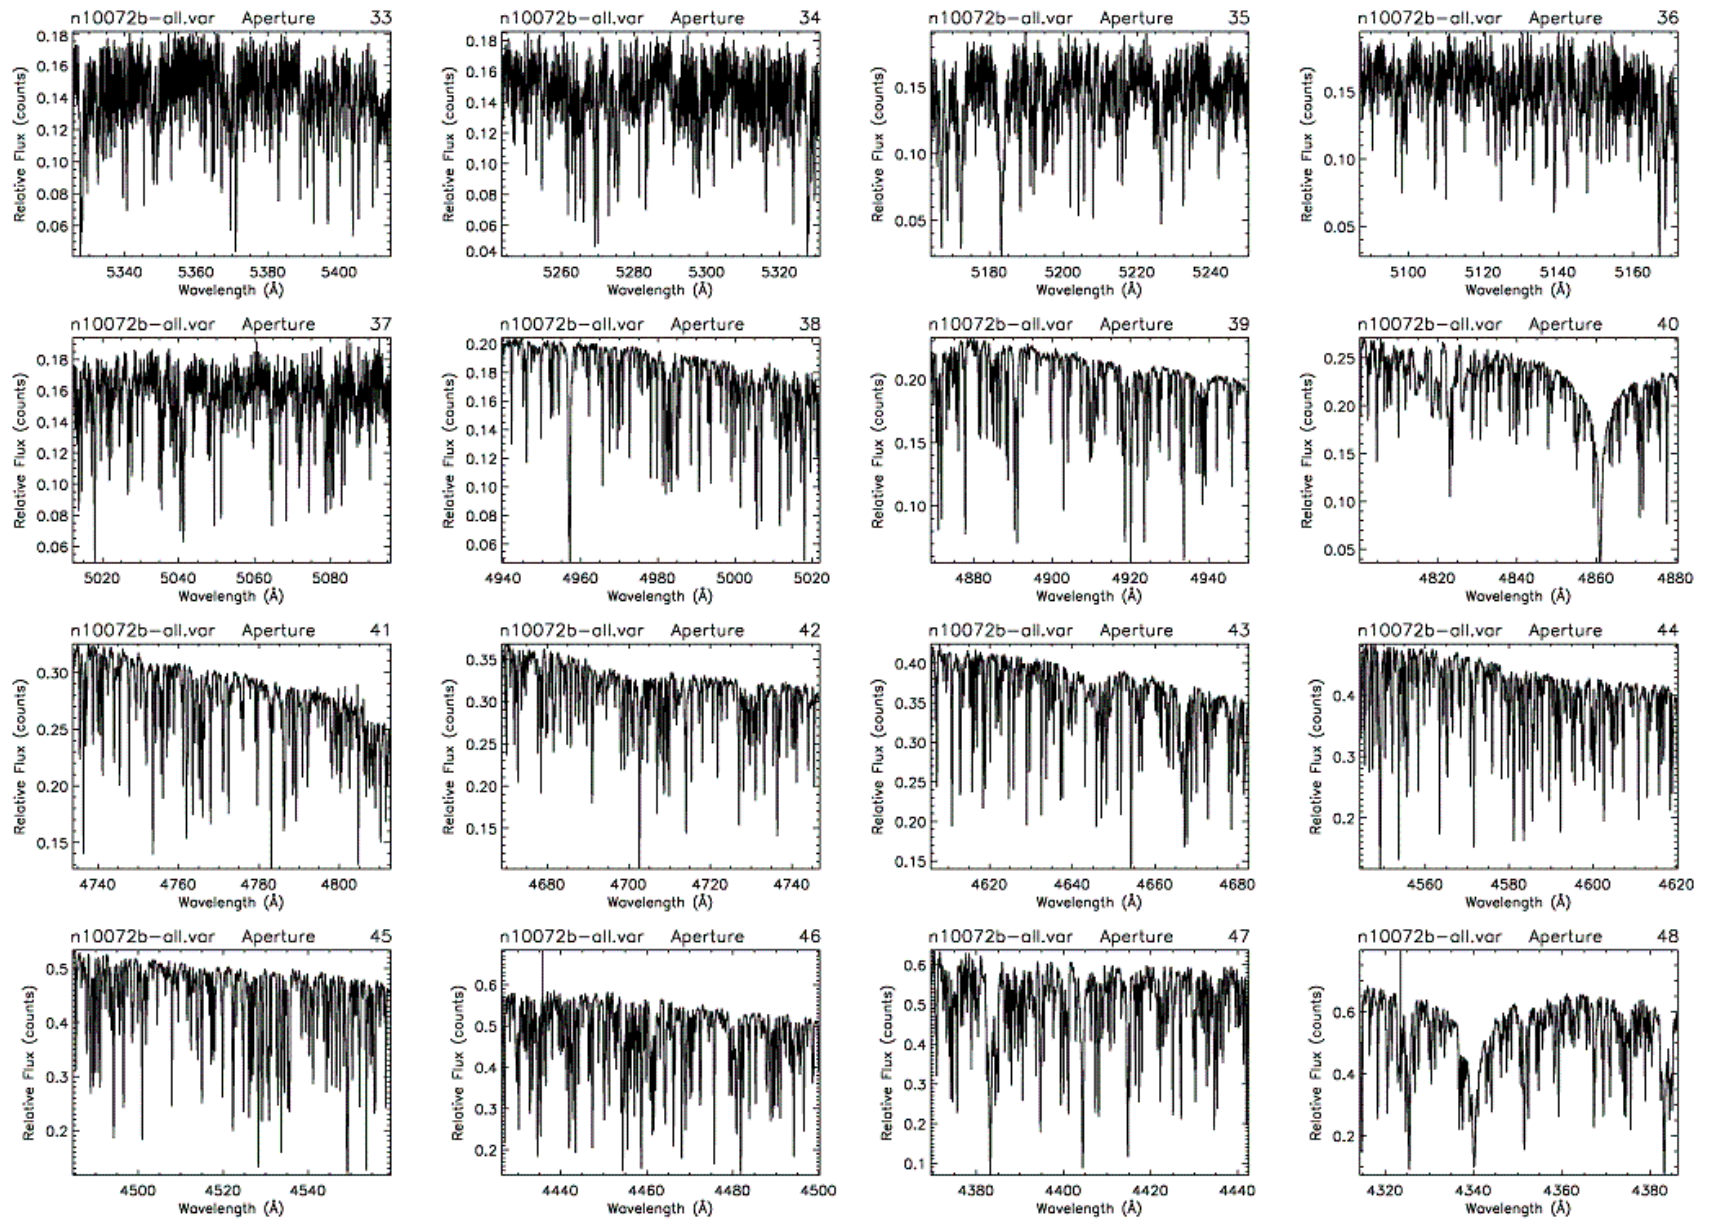 n10072b-all.var Aperture 33
n10072b-all.var Aperture 34
n10072b-all.var Aperture 35
n10072b-all.var Aperture 36
Relative Flux (counts)
0.18
0.16
0.14
0.12
0.10
0.08
0.06
5340 5360 5380 5400
Wavelength (Å)
Relative Flux (counts)
0.18
0.16
0.14
0.12
0.10
0.08
0.06
0.04
5260 5280 5300 5320
Wavelength (Å)
Relative Flux (counts)
0.15
0.10
0.05
5180 5200 5220 5240
Wavelength (Å)
Relative Flux (counts)
0.15
0.10
0.05
5100 5120 5140 5160
Wavelength (Å)
n10072b-all.var Aperture 37
n10072b-all.var Aperture 38
n10072b-all.var Aperture 39
n10072b-all.var Aperture 40
Relative Flux (counts)
0.18
0.16
0.14
0.12
0.10
0.08
0.06
5020 5040 5060 5080
Wavelength (Å)
Relative Flux (counts)
0.20
0.18
0.16
0.14
0.12
0.10
0.08
0.06
4940 4960 4980 5000 5020
Wavelength (Å)
Relative Flux (counts)
0.20
0.15
0.10
4880 4900 4920 4940
Wavelength (Å)
Relative Flux (counts)
0.25
0.20
0.15
0.10
0.05
4820 4840 4860 4880
Wavelength (Å)
n10072b-all.var Aperture 41
n10072b-all.var Aperture 42
n10072b-all.var Aperture 43
n10072b-all.var Aperture 44
Relative Flux (counts)
0.30
0.25
0.20
0.15
4740 4760 4780 4800
Wavelength (Å)
Relative Flux (counts)
0.35
0.30
0.25
0.20
0.15
4680 4700 4720 4740
Wavelength (Å)
Relative Flux (counts)
0.40
0.35
0.30
0.25
0.20
0.15
4620 4640 4660 4680
Wavelength (Å)
Relative Flux (counts)
0.4
0.3
0.2
4560 4580 4600 4620
Wavelength (Å)
n10072b-all.var Aperture 45
n10072b-all.var Aperture 46
n10072b-all.var Aperture 47
n10072b-all.var Aperture 48
Relative Flux (counts)
0.5
0.4
0.3
0.2
4500 4520 4540
Wavelength (Å)
Relative Flux (counts)
0.6
0.5
0.4
0.3
0.2
4440 4460 4480 4500
Wavelength (Å)
Relative Flux (counts)
0.6
0.5
0.4
0.3
0.2
0.1
4380 4400 4420 4440
Wavelength (Å)
Relative Flux (counts)
0.6
0.4
0.2
4320 4340 4360 4380
Wavelength (Å)